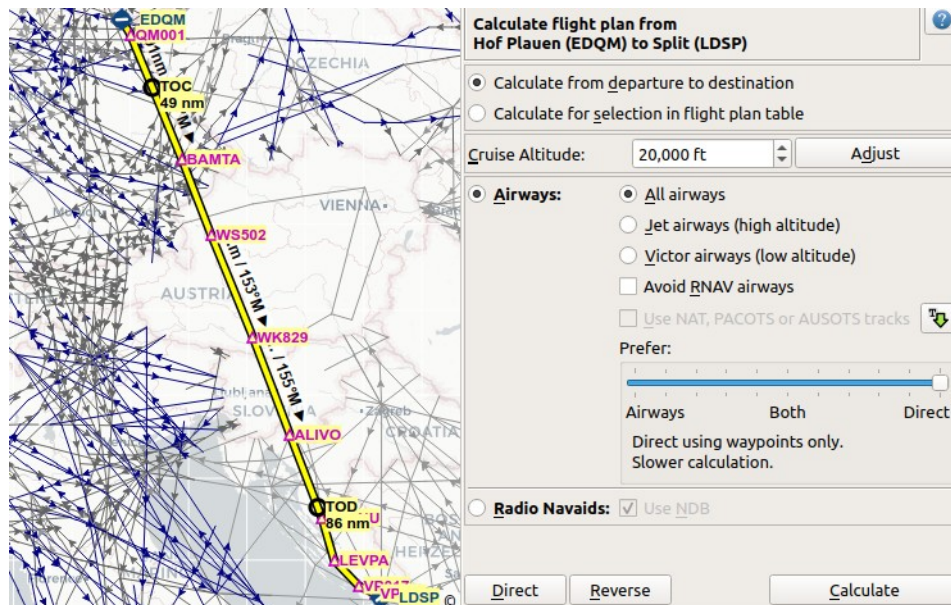 EDQM
QM001
Prague
CZECHIA
TOC
49 nm
BAMTA
VIENNA
WS502
/ 153°M
AUSTRIA
WK829
/ 155°M
SLOV
Zagreb
ALIVO
CROATIA
TOD
86 nm
LEVPA
HERZE
Florence
LDSP ©
Calculate flight plan from
Hof Plauen (EDQM) to Split (LDSP)
?
Calculate from departure to destination
Calculate for selection in flight plan table
Cruise Altitude:
20,000 ft
Adjust
Airways:
All airways
Jet airways (high altitude)
Victor airways (low altitude)
Avoid RNAV airways
Use NAT, PACOTS or AUSOTS tracks
Prefer:
Airways Both Direct
Direct using waypoints only.
Slower calculation.
Radio Navaids:
Use NDB
Direct
Reverse
Calculate